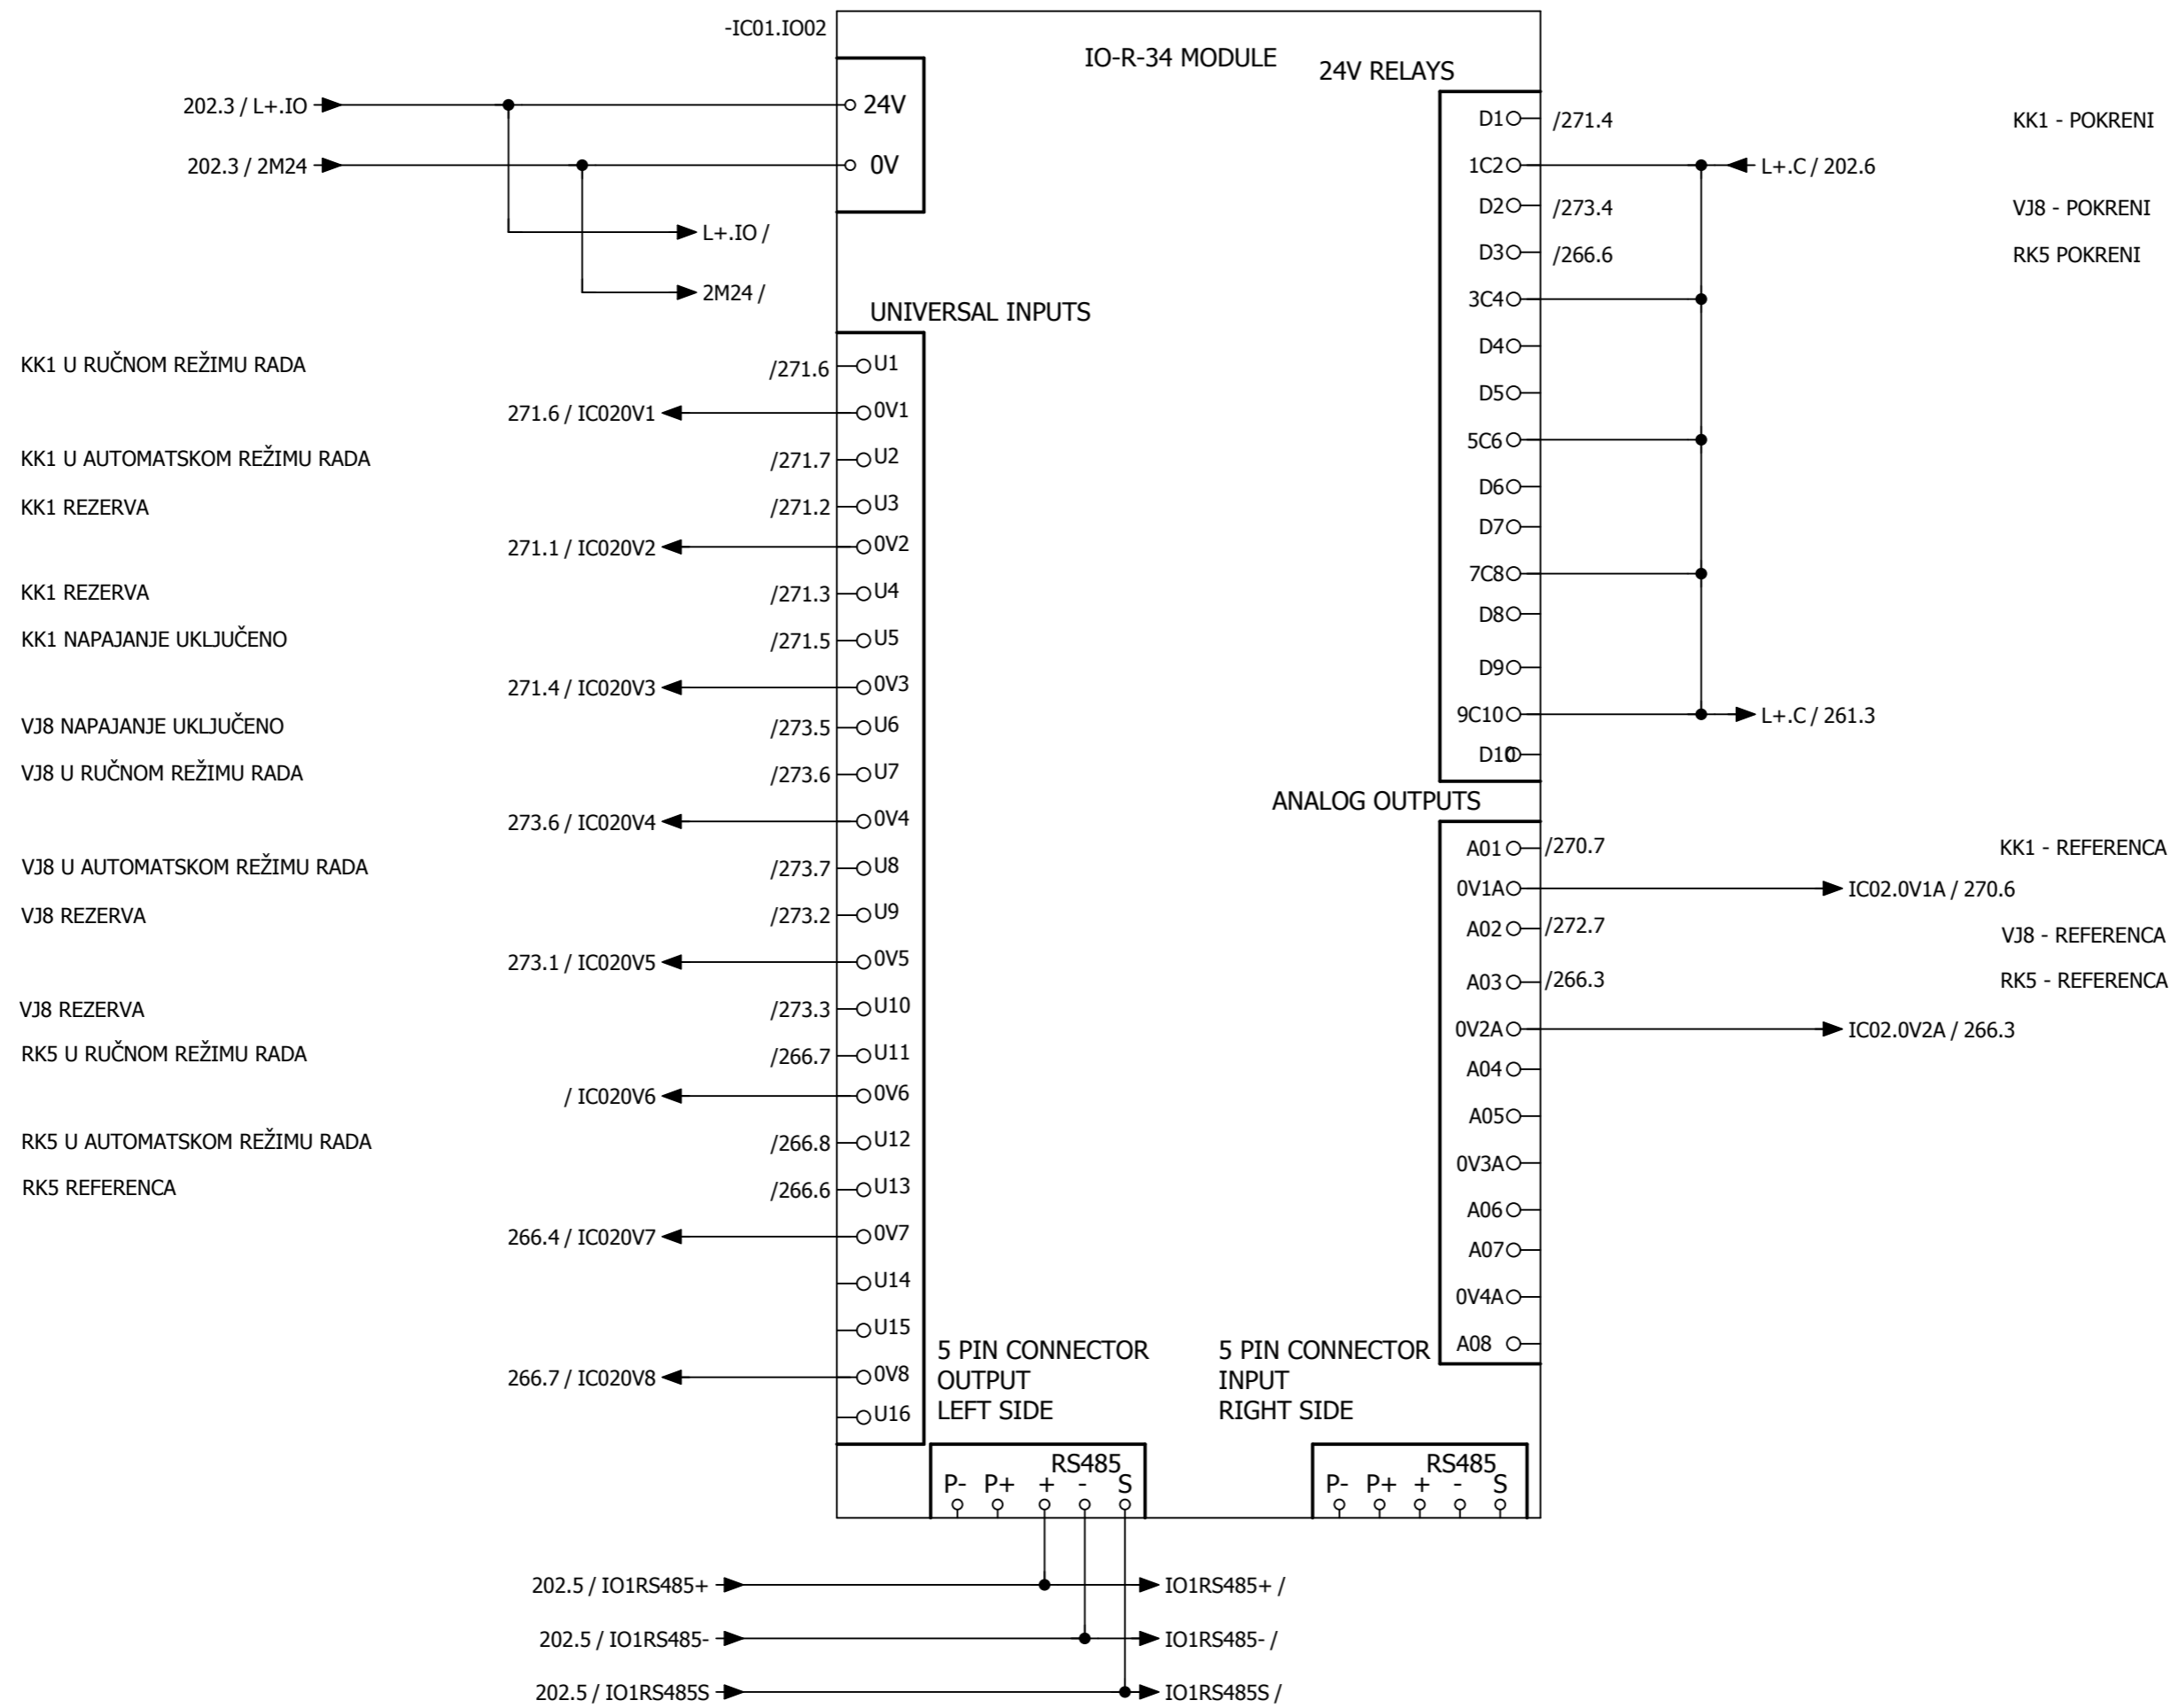 -IC01.IO02
IO-R-34 MODULE
24V RELAYS
202.3 / L+.IO
24V
D1 /271.4 KK1 - POKRENI
202.3 / 2M24
0V
1C2 L+.C / 202.6
D2 /273.4 VJ8 - POKRENI
L+.IO /
D3 /266.6 RK5 POKRENI
2M24 /
3C4
UNIVERSAL INPUTS
D4
KK1 U RUČNOM REŽIMU RADA /271.6 U1
D5
271.6 / IC020V1 0V1
5C6
KK1 U AUTOMATSKOM REŽIMU RADA /271.7 U2
D6
KK1 REZERVA /271.2 U3
D7
271.1 / IC020V2 0V2
7C8
KK1 REZERVA /271.3 U4
D8
KK1 NAPAJANJE UKLJUČENO /271.5 U5
D9
271.4 / IC020V3 0V3
9C10 L+.C / 261.3
VJ8 NAPAJANJE UKLJUČENO /273.5 U6
D10
VJ8 U RUČNOM REŽIMU RADA /273.6 U7
ANALOG OUTPUTS
273.6 / IC020V4 0V4
A01 /270.7 KK1 - REFERENCA
VJ8 U AUTOMATSKOM REŽIMU RADA /273.7 U8
0V1A IC02.0V1A / 270.6
VJ8 REZERVA /273.2 U9
A02 /272.7 VJ8 - REFERENCA
273.1 / IC020V5 0V5
A03 /266.3 RK5 - REFERENCA
VJ8 REZERVA /273.3 U10
0V2A IC02.0V2A / 266.3
RK5 U RUČNOM REŽIMU RADA /266.7 U11
A04
/ IC020V6 0V6
A05
RK5 U AUTOMATSKOM REŽIMU RADA /266.8 U12
0V3A
RK5 REFERENCA /266.6 U13
A06
266.4 / IC020V7 0V7
A07
U14
0V4A
U15
A08
266.7 / IC020V8 0V8
U16
5 PIN CONNECTOR
OUTPUT
LEFT SIDE
5 PIN CONNECTOR
INPUT
RIGHT SIDE
RS485
P- P+ + - S
RS485
P- P+ + - S
202.5 / IO1RS485+ IO1RS485+ /
202.5 / IO1RS485- IO1RS485- /
202.5 / IO1RS485S IO1RS485S /